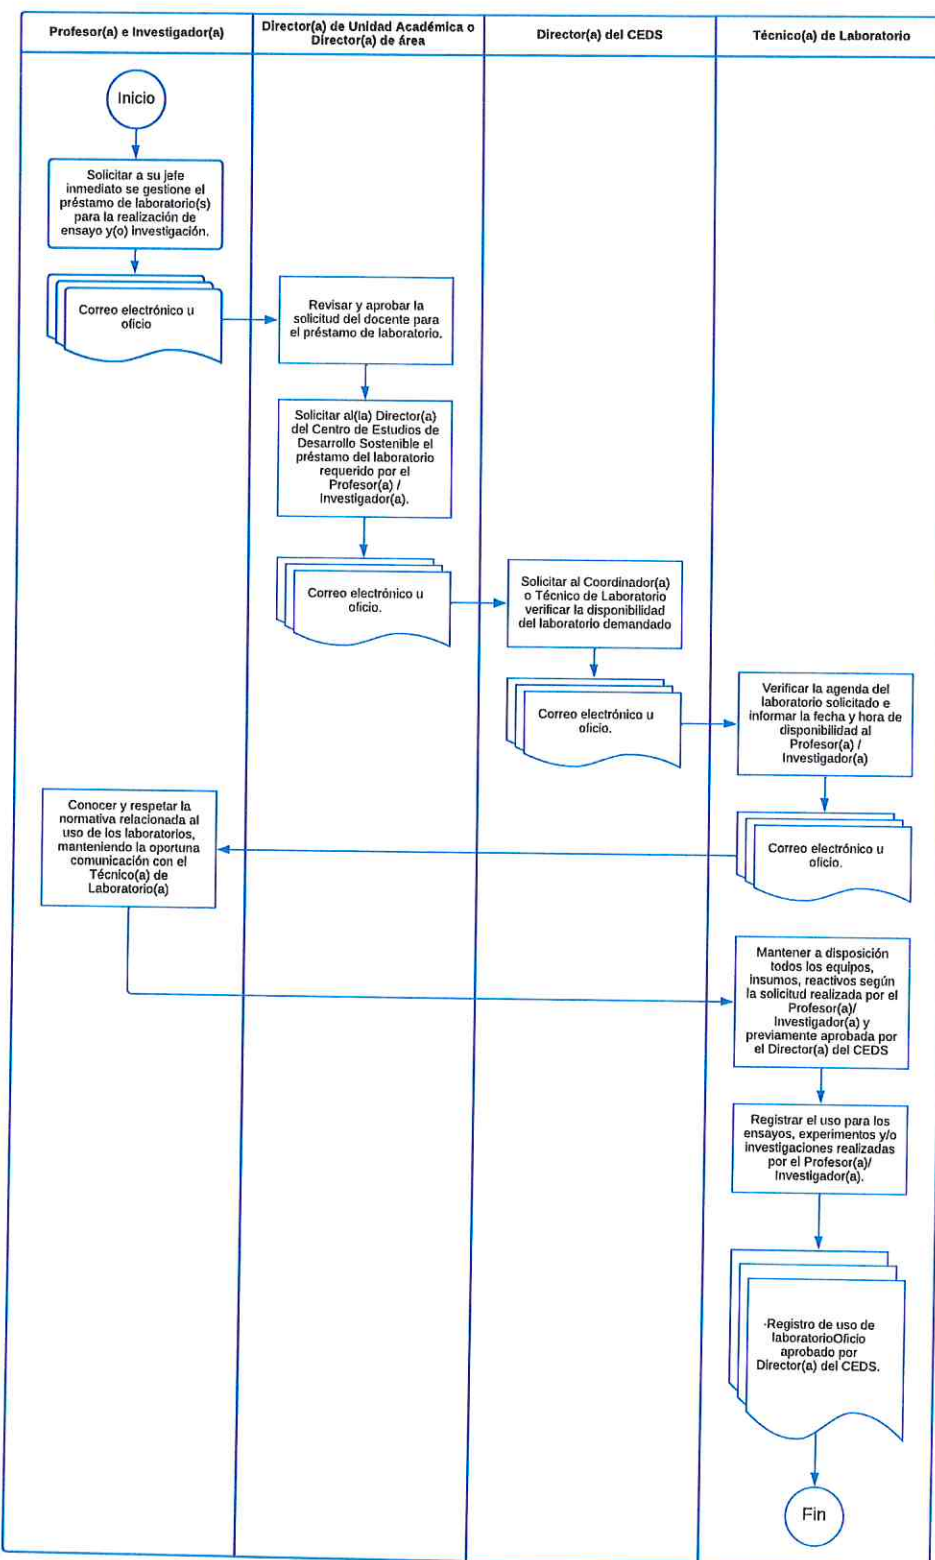 Profesor(a) e Investigador(a)
Director(a) de Unidad Académica o
Director(a) de área
Director(a) del CEDS
Técnico(a) de Laboratorio
Inicio
Solicitar a su jefe
inmediato se gestione el
préstamo de laboratorio(s)
para la realización de
ensayo y(o) investigación.
Correo electrónico u
oficio
Revisar y aprobar la
solicitud del docente para
el préstamo de laboratorio.
Solicitar al(la) Director(a)
del Centro de Estudios de
Desarrollo Sostenible el
préstamo del laboratorio
requerido por el
Profesor(a) /
Investigador(a).
Correo electrónico u
oficio.
Solicitar al Coordinador(a)
o Técnico de Laboratorio
verificar la disponibilidad
del laboratorio demandado
Correo electrónico u
oficio.
Verificar la agenda del
laboratorio solicitado e
informar la fecha y hora de
disponibilidad al
Profesor(a) /
Investigador(a)
Correo electrónico u
oficio.
Conocer y respetar la
normativa relacionada al
uso de los laboratorios,
manteniendo la oportuna
comunicación con el
Técnico(a) de
Laboratorio(a)
Mantener a disposición
todos los equipos,
insumos, reactivos según
la solicitud realizada por el
Profesor(a)/
Investigador(a) y
previamente aprobada por
el Director(a) del CEDS
Registrar el uso para los
ensayos, experimentos y/o
investigaciones realizadas
por el Profesor(a)/
Investigador(a).
-Registro de uso de
laboratorioOficio
aprobado por
Director(a) del CEDS.
Fin